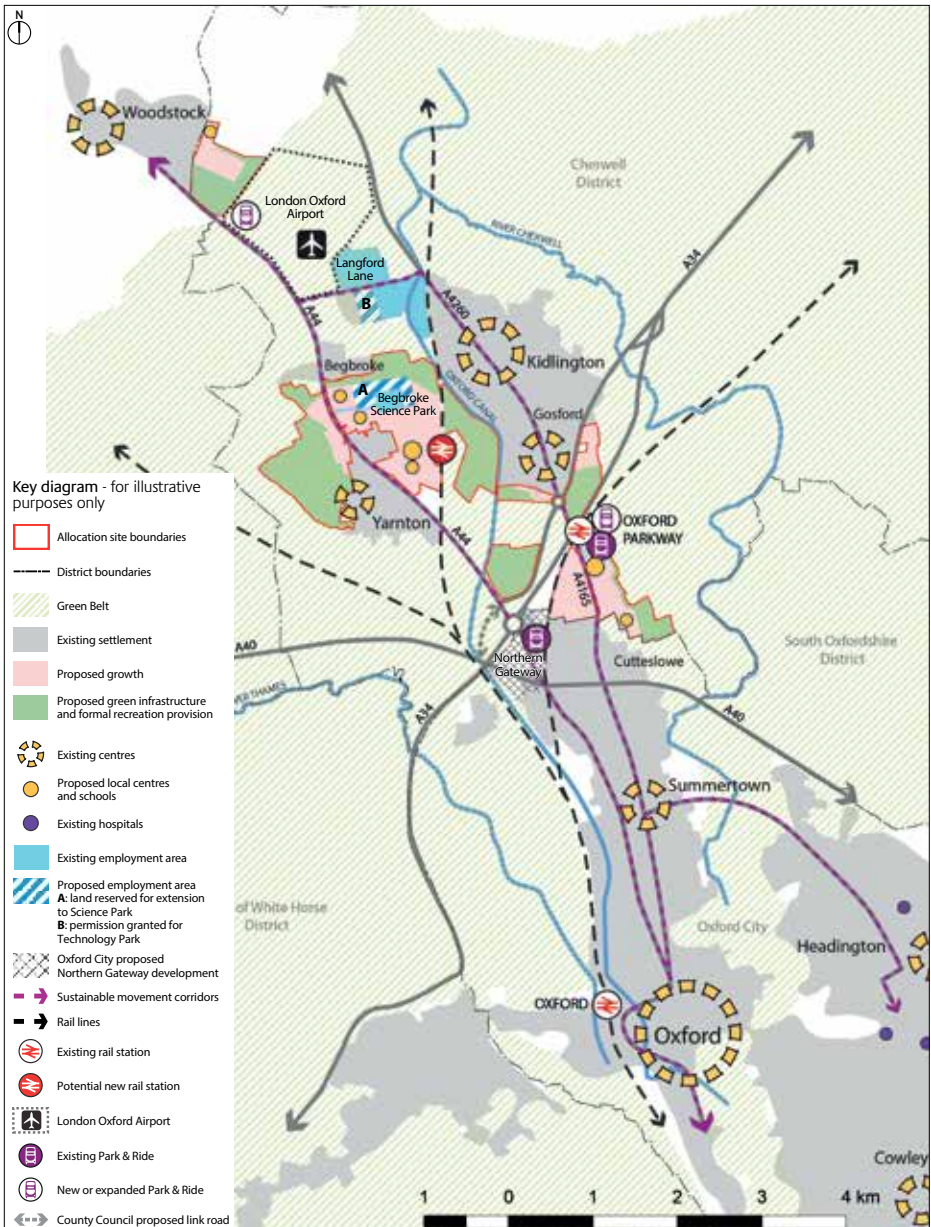 N
Woodstock
Cherwell
District
London Oxford
Airport
RIVER CHERWELL
A34
Langford
Lane
B
A44
A4260
Kidlington
Begbroke
A
Begbroke
Science Park
OXFORD CANAL
Gosford
Yarnton
A44
OXFORD
PARKWAY
A4165
A40
Northern
Gateway
Cutteslowe
South Oxfordshire
District
A34
A40
Summertown
of White Horse
District
Oxford City
Headington
OXFORD
Oxford
Cowley
Key diagram - for illustrative
purposes only
Allocation site boundaries
District boundaries
Green Belt
Existing settlement
Proposed growth
Proposed green infrastructure
and formal recreation provision
Existing centres
Proposed local centres
and schools
Existing hospitals
Existing employment area
Proposed employment area
A: land reserved for extension
to Science Park
B: permission granted for
Technology Park
Oxford City proposed
Northern Gateway development
Sustainable movement corridors
Rail lines
Existing rail station
Potential new rail station
London Oxford Airport
Existing Park & Ride
New or expanded Park & Ride
County Council proposed link road
THAMES
1 0 1 2 3 4 km